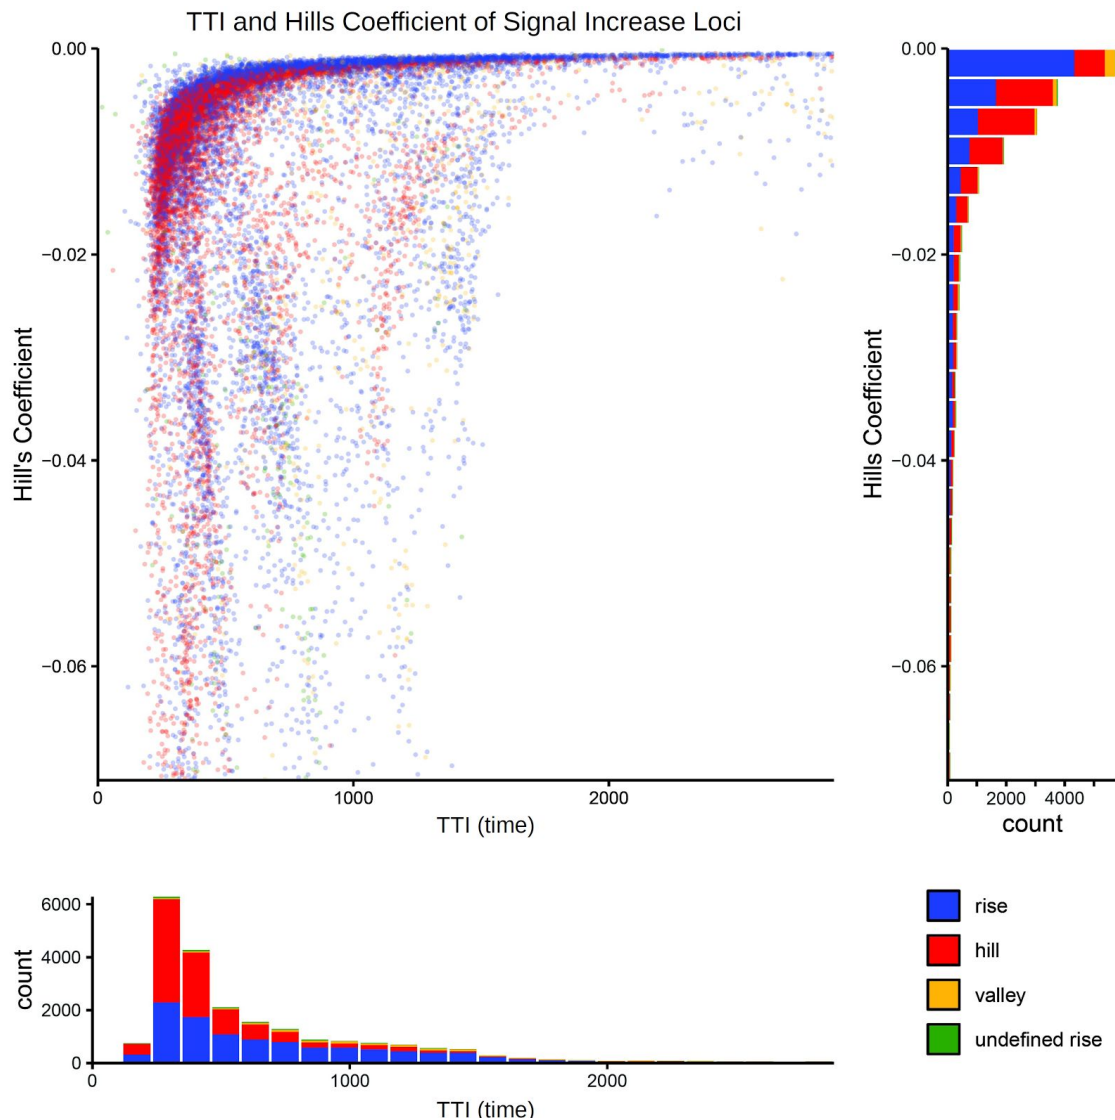 TTI and Hills Coefficient of Signal Increase Loci
0.00
−0.02
−0.04
−0.06
Hill's Coefficient
0
1000
2000
TTI (time)
0.00
−0.02
−0.04
−0.06
Hills Coefficient
0
2000
4000
count
6000
4000
2000
0
count
0
1000
2000
TTI (time)
rise
hill
valley
undefined rise